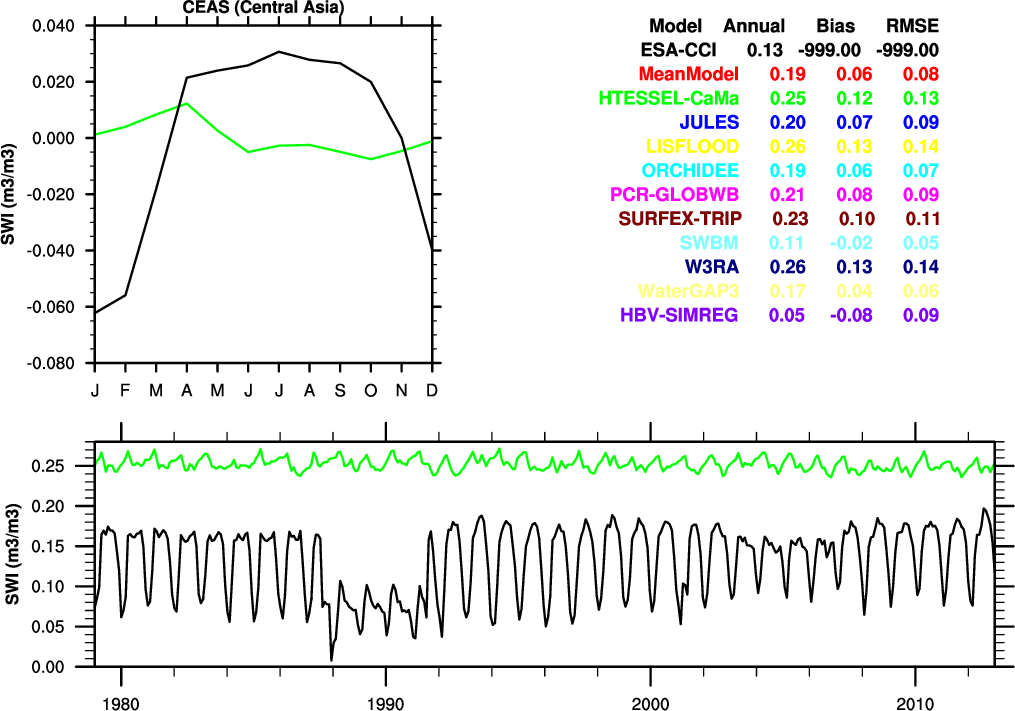 CEAS (Central Asia)
SWI (m3/m3)
0.040
0.020
0.000
-0.020
-0.040
-0.060
-0.080
J F M A M J J A S O N D
Model Annual Bias RMSE
ESA-CCI 0.13 -999.00 -999.00
MeanModel 0.19 0.06 0.08
HTESSEL-CaMa 0.25 0.12 0.13
JULES 0.20 0.07 0.09
LISFLOOD 0.26 0.13 0.14
ORCHIDEE 0.19 0.06 0.07
PCR-GLOBWB 0.21 0.08 0.09
SURFEX-TRIP 0.23 0.10 0.11
SWBM 0.11 -0.02 0.05
W3RA 0.26 0.13 0.14
WaterGAP3 0.17 0.04 0.06
HBV-SIMREG 0.05 -0.08 0.09
SWI (m3/m3)
0.25
0.20
0.15
0.10
0.05
0.00
1980 1990 2000 2010